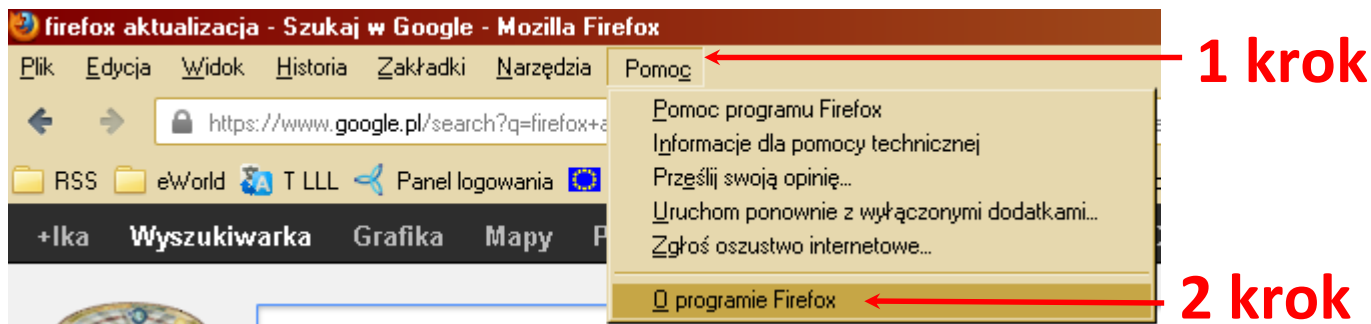 firefox aktualizacja - Szukaj w Google - Mozilla Firefox
Plik Edycja Widok Historia Zakładki Narzędzia Pomoc
1 krok
https://www.google.pl/search?q=firefox+a
RSS eWorld T LLL Panel logowania
+Ika Wyszukiwarka Grafika Mapy P
Pomoc programu Firefox
Informacje dla pomocy technicznej
Prześlij swoją opinię...
Uruchom ponownie z wyłączonymi dodatkami...
Zgłoś oszustwo internetowe...
O programie Firefox
2 krok